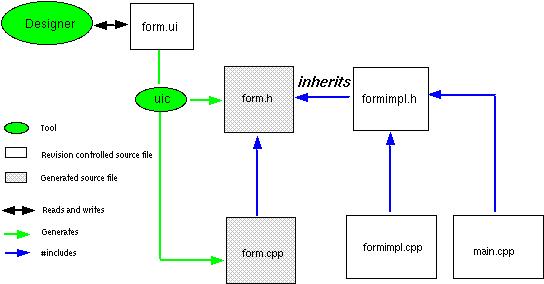 Designer
form.ui
uic
form.h
inherits
formimpl.h
Tool
Revision controlled source file
Generated source file
Reads and writes
Generates
#includes
form.cpp
formimpl.cpp
main.cpp